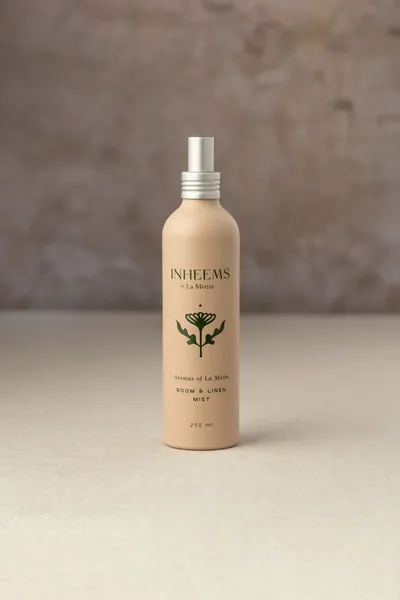 INHEEMS
by La Motte
Aromas of La Motte
ROOM & LINEN
MIST
250 ml